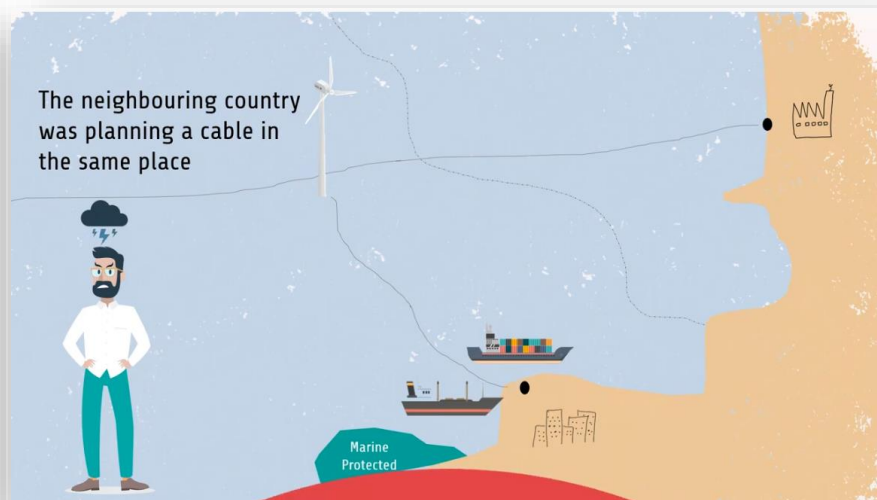 The neighbouring country
was planning a cable in
the same place
Marine
Protected